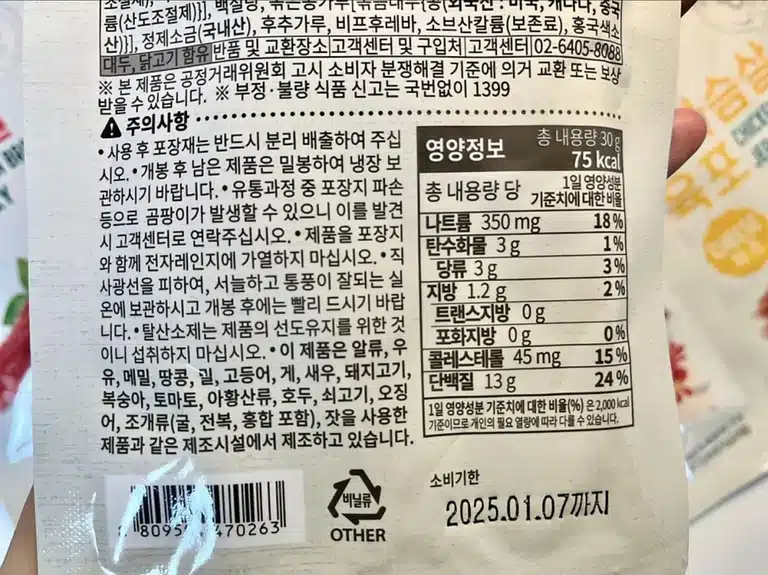 륨(산도조절제)}, 백설탕, 볶은콩가루{볶음대두(콩(외국산 : 미국, 캐나다, 중국
산)}], 정제소금(국내산), 후추가루, 비프후레바, 소브산칼륨(보존료), 홍국색소
대두, 닭고기 함유 반품 및 교환장소 고객센터 및 구입처 고객센터 02-6405-8088
※ 본 제품은 공정거래위원회 고시 소비자 분쟁해결 기준에 의거 교환 또는 보상
받을 수 있습니다. ※ 부정·불량 식품 신고는 국번없이 1399
주의사항
• 사용 후 포장재는 반드시 분리 배출하여 주십
시오. • 개봉 후 남은 제품은 밀봉하여 냉장 보
관하시기 바랍니다. • 유통과정 중 포장지 파손
등으로 곰팡이가 발생할 수 있으니 이를 발견
시 고객센터로 연락주십시오. • 제품을 포장지
와 함께 전자레인지에 가열하지 마십시오. • 직
사광선을 피하여, 서늘하고 통풍이 잘되는 실
온에 보관하시고 개봉 후에는 빨리 드시기 바랍
니다. • 탈산소제는 제품의 선도유지를 위한 것
이니 섭취하지 마십시오. • 이 제품은 알류, 우
유, 메밀, 땅콩, 밀, 고등어, 게, 새우, 돼지고기,
복숭아, 토마토, 아황산류, 호두, 쇠고기, 오징
어, 조개류(굴, 전복, 홍합 포함), 잣을 사용한
제품과 같은 제조시설에서 제조하고 있습니다.
영양정보 총 내용량 30 g
75 kcal
총 내용량 당 1일 영양성분
기준치에 대한 비율
나트륨 350 mg 18 %
탄수화물 3 g 1 %
당류 3 g 3 %
지방 1.2 g 2 %
트랜스지방 0 g
포화지방 0 g 0 %
콜레스테롤 45 mg 15 %
단백질 13 g 24 %
1일 영양성분 기준치에 대한 비율(%)은 2,000 kcal
기준이므로 개인의 필요 열량에 따라 다를 수 있습니다.
470263
비닐류
OTHER
소비기한
2025.01.07까지